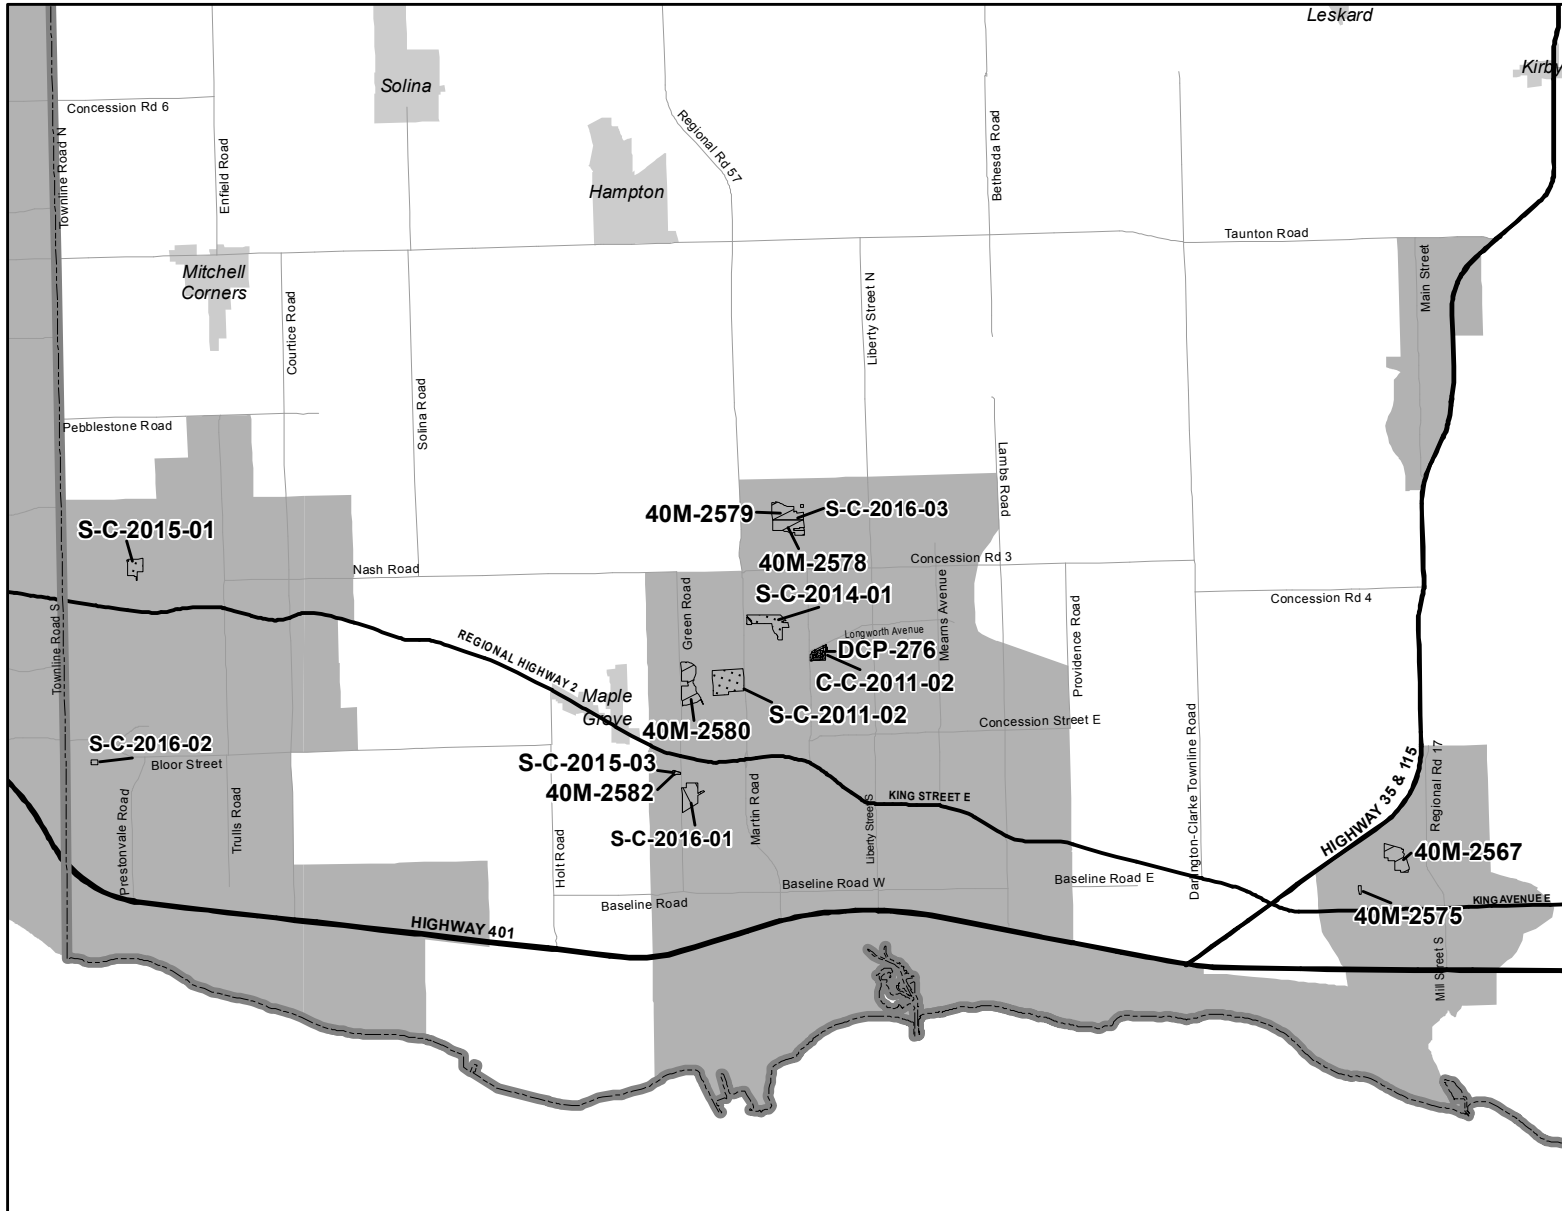 Leskard
Kirby
Solina
Concession Rd 6
Regional Rd 57
Bethesda Road
Townline Road N
Enfield Road
Hampton
Taunton Road
Mitchell
Corners
Main Street
Courtice Road
Liberty Street N
Solina Road
Pebblestone Road
Lambs Road
S-C-2015-01
40M-2579
S-C-2016-03
40M-2578
Concession Rd 3
Nash Road
S-C-2014-01
Concession Rd 4
Green Road
Mearns Avenue
Providence Road
Longworth Avenue
Townline Road S
REGIONAL HIGHWAY 2
DCP-276
C-C-2011-02
Maple
Grove
S-C-2011-02
40M-2580
Concession Street E
Darlington-Clarke Townline Road
S-C-2016-02
Bloor Street
S-C-2015-03
40M-2582
KING STREET E
HIGHWAY 35 & 115
Regional Rd 17
Prestonvale Road
Trulls Road
Martin Road
Liberty Street S
S-C-2016-01
Holt Road
40M-2567
Baseline Road W
Baseline Road E
Baseline Road
KING AVENUE E
40M-2575
HIGHWAY 401
Mill Street S